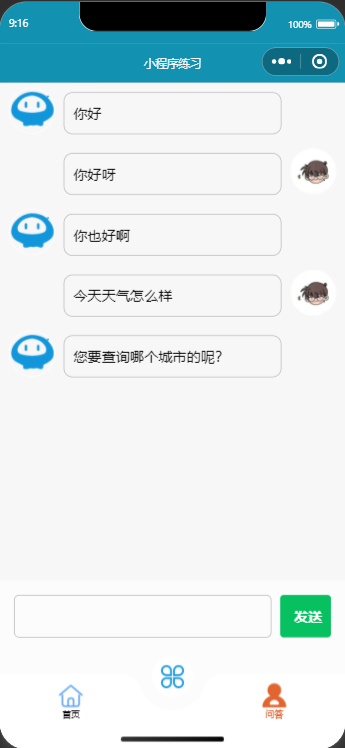 9:16
100%
小程序练习
你好
你好呀
你也好啊
今天天气怎么样
您要查询哪个城市的呢?
发送
首页
问答